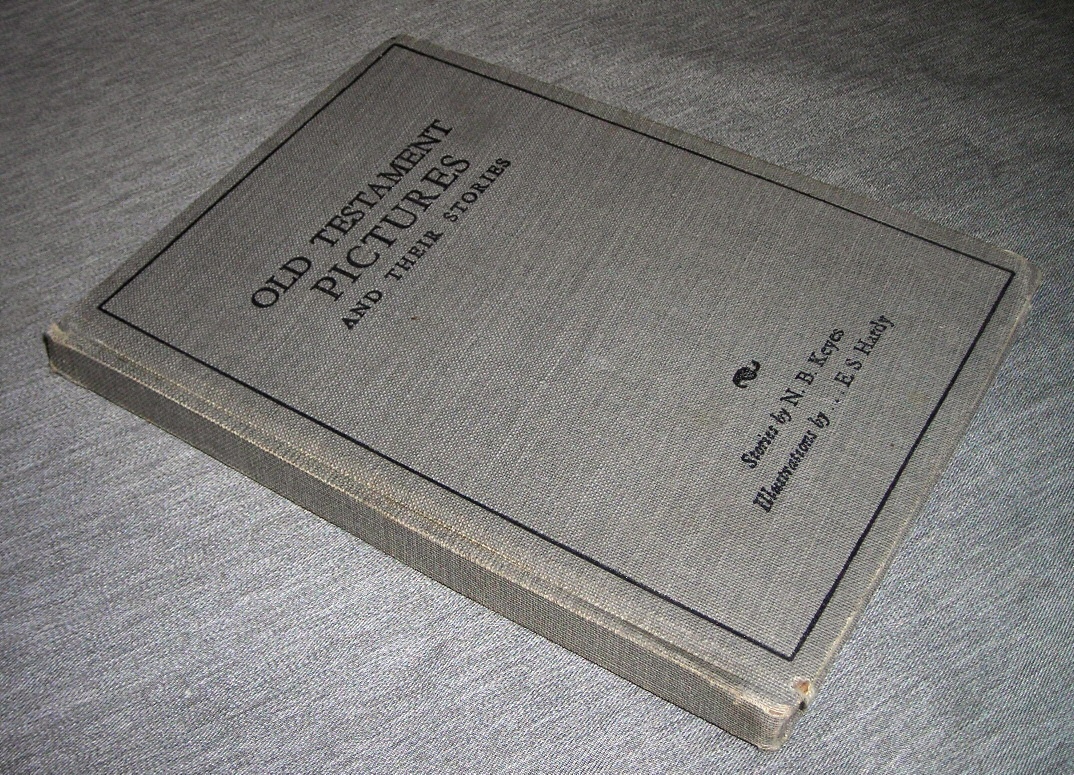 OLD TESTAMENT
PICTURES
AND THEIR STORIES
Stories by N. B. Keyes
Illustrations by . . E. S Hardy